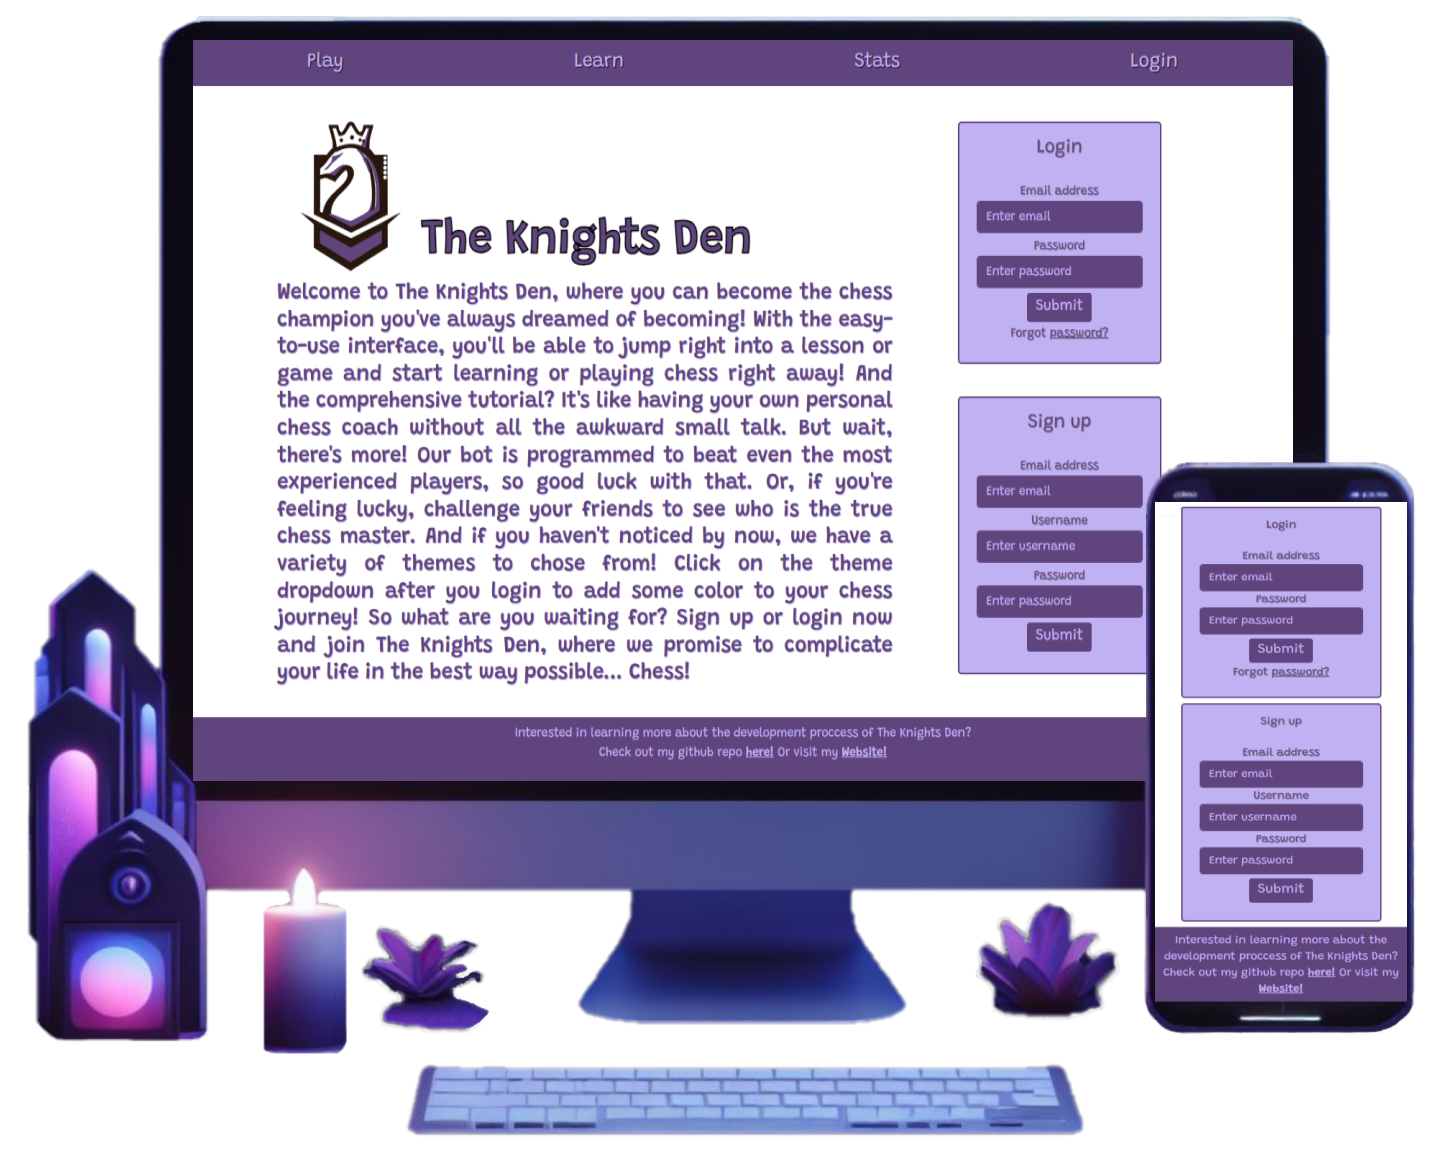 Play
Learn
Stats
Login
The Knights Den
Welcome to The Knights Den, where you can become the chess
champion you've always dreamed of becoming! With the easy-
to-use interface, you'll be able to jump right into a lesson or
game and start learning or playing chess right away! And
the comprehensive tutorial? It's like having your own personal
chess coach without all the awkward small talk. But wait,
there's more! Our bot is programmed to beat even the most
experienced players, so good luck with that. Or, if you're
feeling lucky, challenge your friends to see who is the true
chess master. And if you haven't noticed by now, we have a
variety of themes to chose from! Click on the theme
dropdown after you login to add some color to your chess
journey! So what are you waiting for? Sign up or login now
and join The Knights Den, where we promise to complicate
your life in the best way possible... Chess!
Login
Email address
Enter email
Password
Enter password
Submit
Forgot password?
Sign up
Email address
Enter email
Username
Enter username
Password
Enter password
Submit
Interested in learning more about the development proccess of The Knights Den?
Check out my github repo here! Or visit my Website!
Login
Email address
Enter email
Password
Enter password
Submit
Forgot password?
Sign up
Email address
Enter email
Username
Enter username
Password
Enter password
Submit
Interested in learning more about the
development proccess of The Knights Den?
Check out my github repo here! Or visit my
Website!